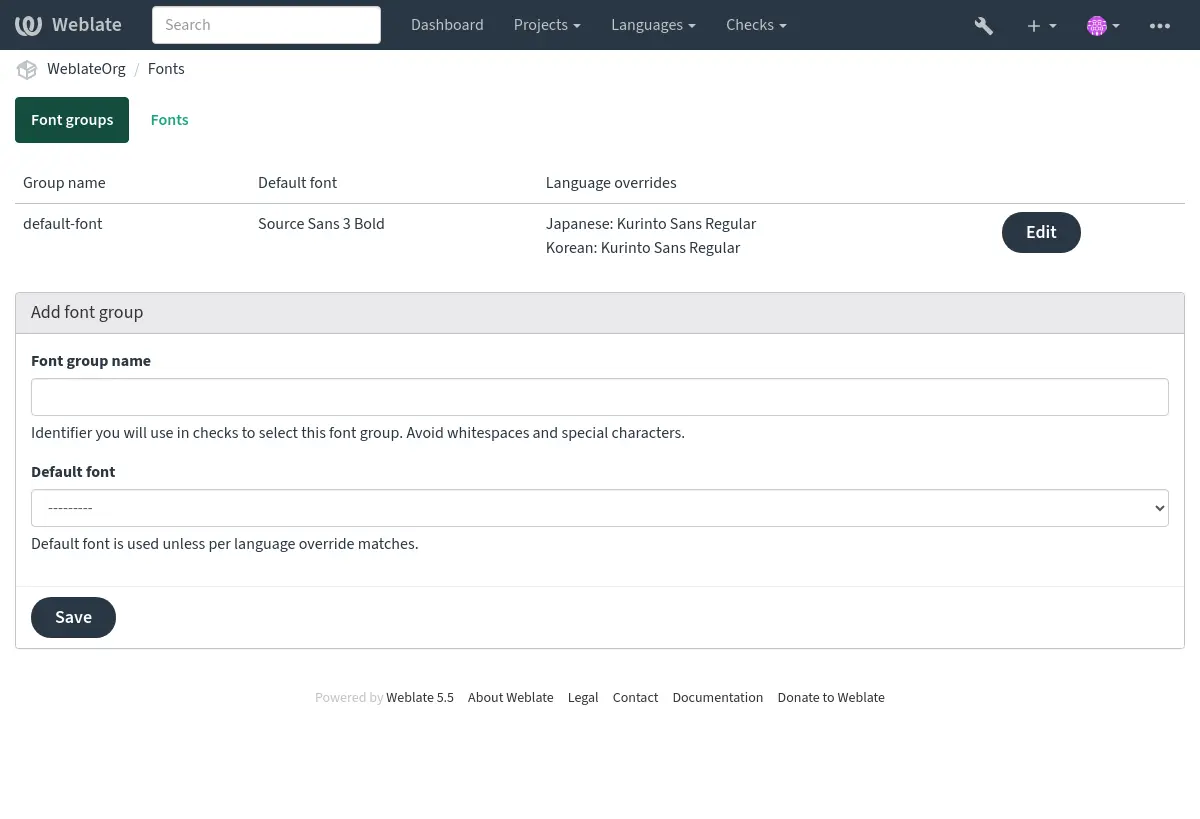 Weblate Search Dashboard Projects Languages Checks
WeblateOrg / Fonts
Font groups Fonts
Group name Default font Language overrides
default-font Source Sans 3 Bold Japanese: Kurinto Sans Regular
Korean: Kurinto Sans Regular
Edit
Add font group
Font group name
Identifier you will use in checks to select this font group. Avoid whitespaces and special characters.
Default font
---------
Default font is used unless per language override matches.
Save
Powered by Weblate 5.5 About Weblate Legal Contact Documentation Donate to Weblate